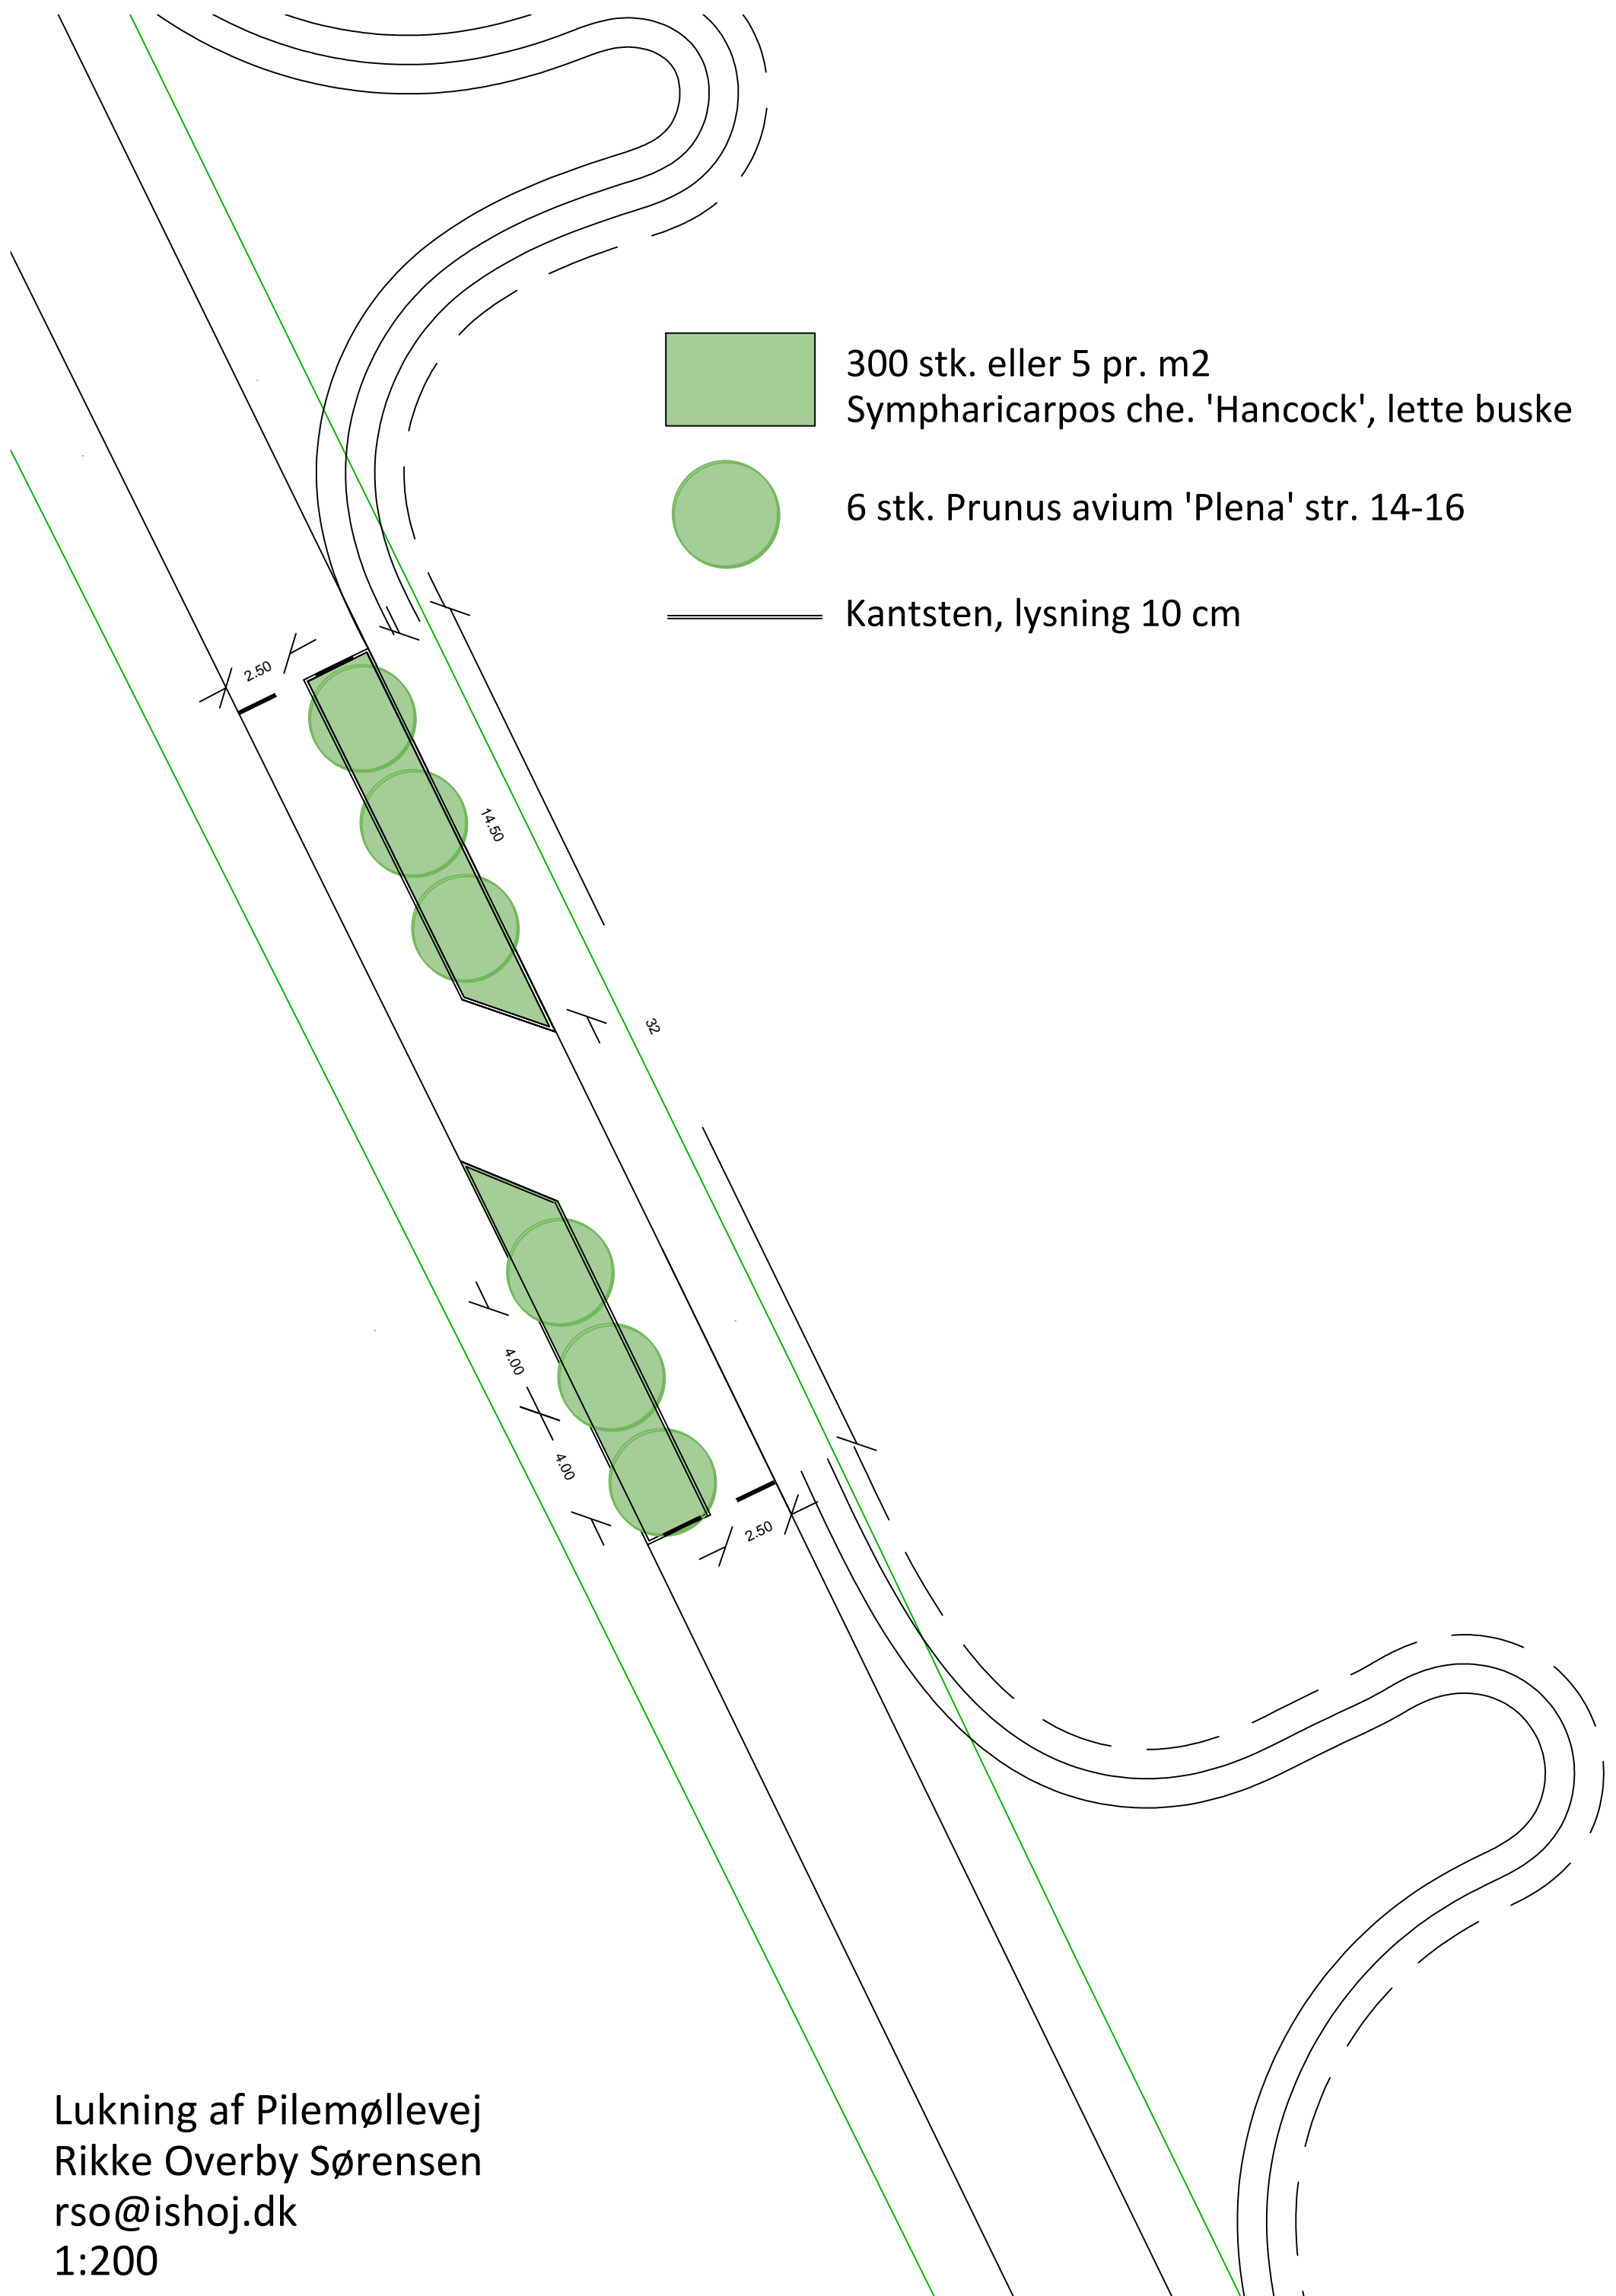 300 stk. eller 5 pr. m2
Sympharicarpos che. 'Hancock', lette buske
6 stk. Prunus avium 'Plena' str. 14-16
Kantsten, lysning 10 cm
2.50
14.50
32
4.00
4.00
2.50
Lukning af Pilemøllevej
Rikke Overby Sørensen
rso@ishoj.dk
1:200